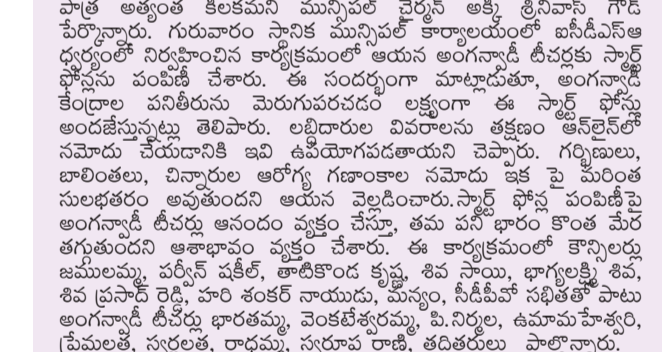 పాత్ర అత్యంత కీలకమని మున్సిపల్ చైర్మన్ అక్కి శ్రీనివాస్ గౌడ్
పేర్కొన్నారు. గురువారం స్థానిక మున్సిపల్ కార్యాలయంలో ఐసీడీఎస్ఆ
ధ్వర్యంలో నిర్వహించిన కార్యక్రమంలో ఆయన అంగన్వాడీ టీచర్లకు స్మార్ట్
ఫోన్లను పంపిణీ చేశారు. ఈ సందర్భంగా మాట్లాడుతూ, అంగన్వాడీ
కేంద్రాల పనితీరును మెరుగుపరచడం లక్ష్యంగా ఈ స్మార్ట్ ఫోన్లు
అందజేస్తున్నట్లు తెలిపారు. లబ్ధిదారుల వివరాలను తక్షణం ఆన్‌లైన్‌లో
నమోదు చేయడానికి ఇవి ఉపయోగపడతాయని చెప్పారు. గర్భిణులు,
బాలింతలు, చిన్నారుల ఆరోగ్య గణాంకాల నమోదు ఇక పై మరింత
సులభతరం అవుతుందని ఆయన వెల్లడించారు.స్మార్ట్ ఫోన్ల పంపిణీపై
అంగన్వాడీ టీచర్లు ఆనందం వ్యక్తం చేస్తూ, తమ పని భారం కొంత మేర
తగ్గుతుందని ఆశాభావం వ్యక్తం చేశారు. ఈ కార్యక్రమంలో కౌన్సిలర్లు
జములమ్మ, పర్వీన్ షకీల్, తాటికొండ కృష్ణ, శివ సాయి, భాగ్యలక్ష్మి శివ,
శివ ప్రసాద్ రెడ్డి, హరి శంకర్ నాయుడు, మన్యం, సీడీపీవో సభితతో పాటు
అంగన్వాడీ టీచర్లు భారతమ్మ, వెంకటేశ్వరమ్మ, పి.నిర్మల, ఉమామహేశ్వరి,
ప్రేమలత, స్వర్ణలత, రాధమ్మ, స్వరూప రాణి, తదితరులు పాల్గొన్నారు.